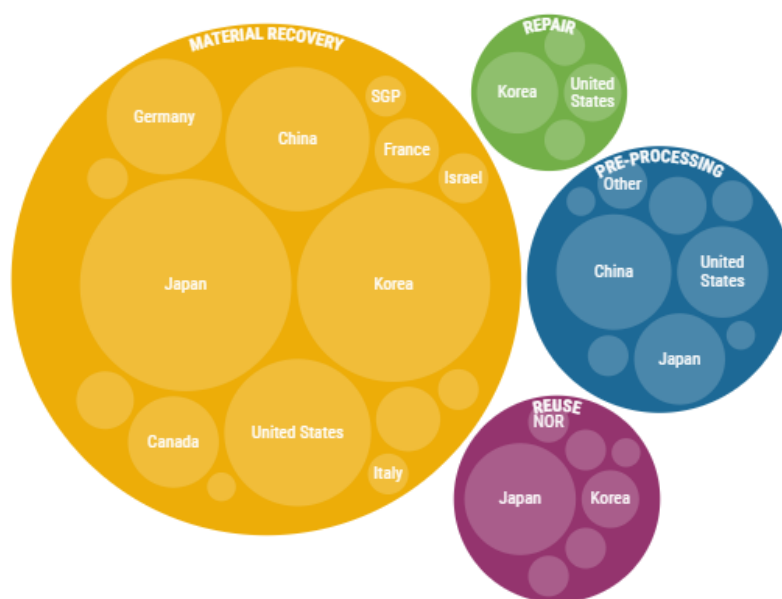 MATERIAL RECOVERY
Germany
China
SGP
France
Israel
Japan
Korea
Canada
United States
Italy
REPAIR
Korea
United
States
PRE-PROCESSING
Other
China
United
States
Japan
REUSE
NOR
Japan
Korea